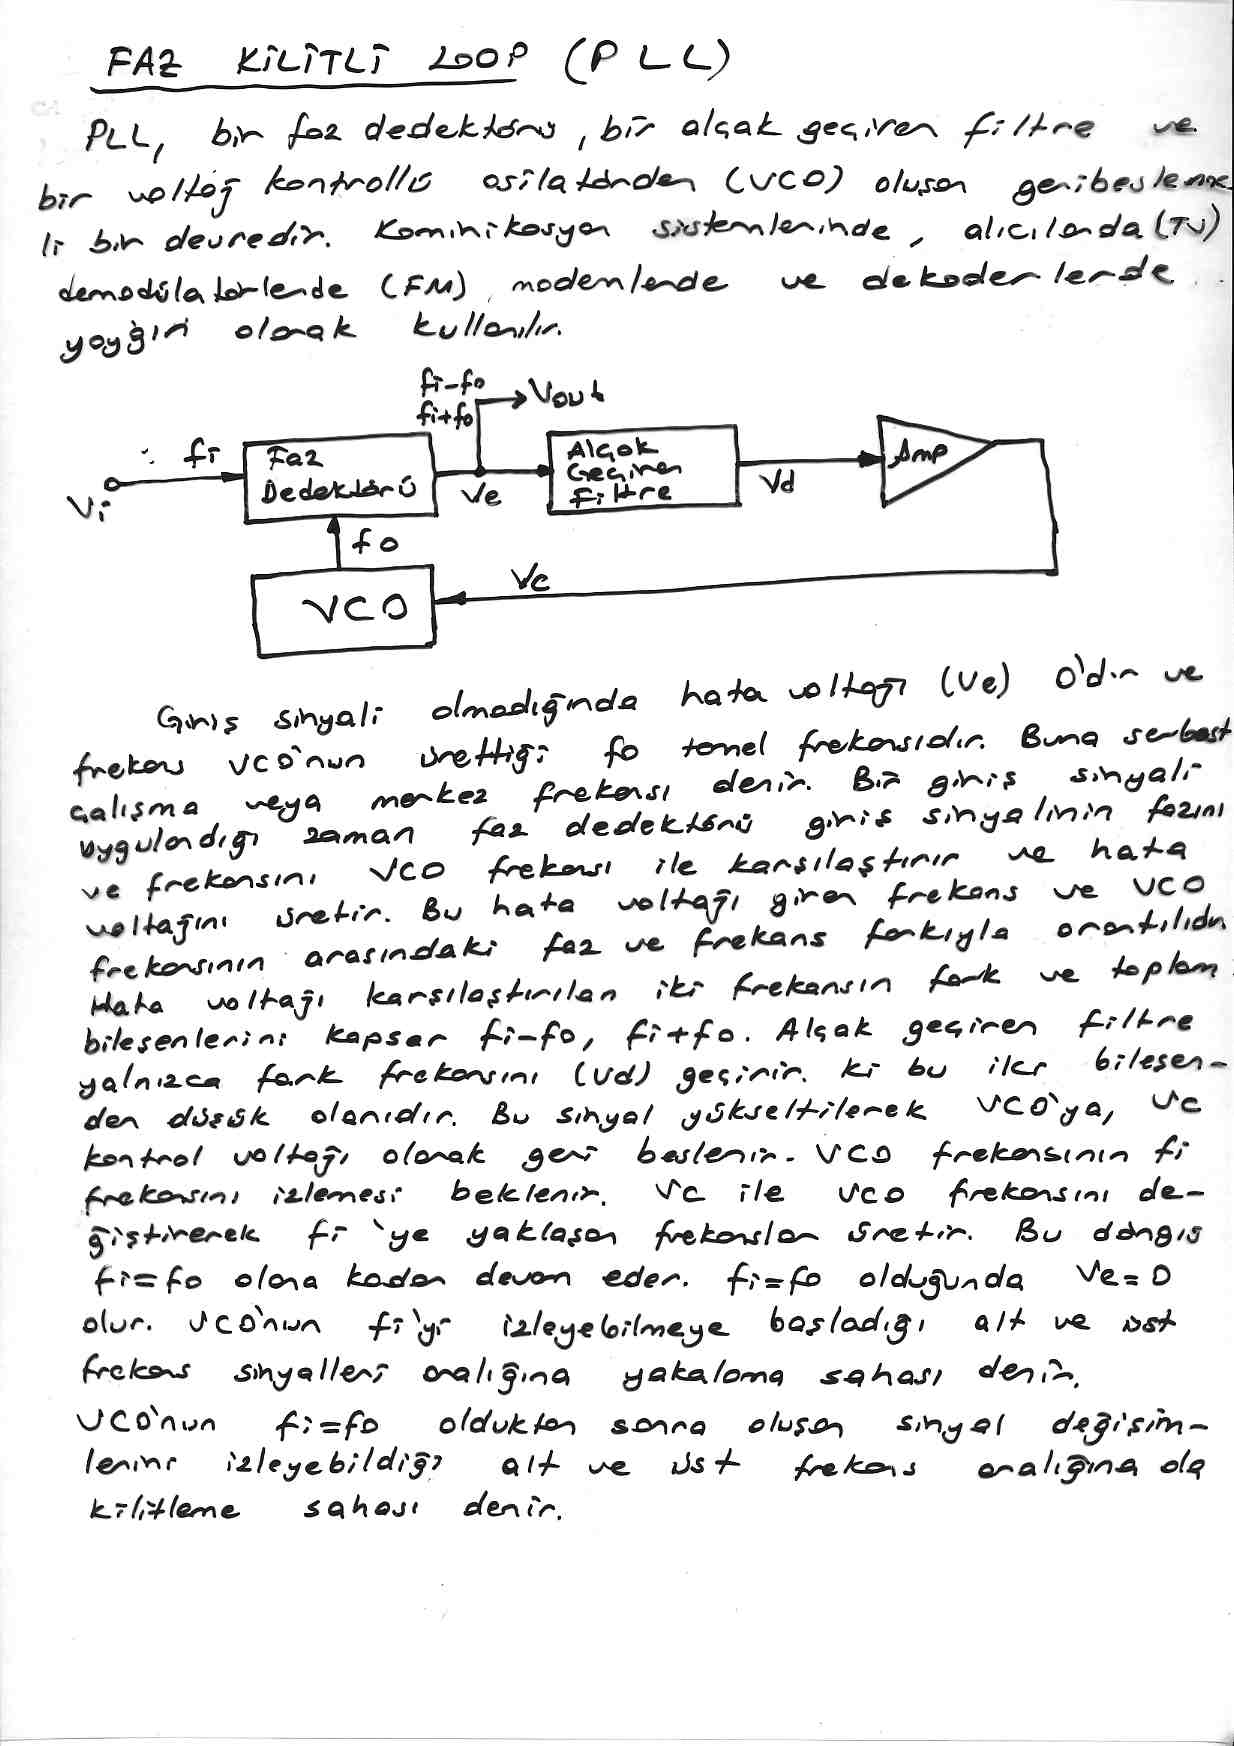 FAZ KİLİTLİ LOOP (PLL)
PLL, bir faz dedektörü, bir alçak geçiren filtre ve
bir voltaj kontrollü osilatörden (VCO) oluşan geribesleme
li bir devredir. Kominikasyon sistemlerinde, alıcılarda (TV)
demodülatörlerde (FM), modemlerde ve dekoderlerde
yaygın olarak kullanılır.
fi-fo
fi+fo
Vout
fi
Vi
Faz
Dedektörü
Ve
Alçak
Geçiren
filtre
Vd
Amp
fo
VCO
Vc
Giriş sinyali olmadığında hata voltajı (Ve) 0'dır ve
frekans VCO'nun ürettiği fo temel frekansıdır. Buna serbest
çalışma veya merkez frekansı denir. Bir giriş sinyali
uygulandığı zaman faz dedektörü giriş sinyalinin fazını
ve frekansını VCO frekansı ile karşılaştırır ve hata
voltajını üretir. Bu hata voltajı giren frekans ve VCO
frekansının arasındaki faz ve frekans farkıyla orantılıdır.
Hata voltajı karşılaştırılan iki frekansın fark ve toplam
bileşenlerini kapsar fi-fo, fi+fo. Alçak geçiren filtre
yalnızca fark frekansını (Vd) geçirir. ki bu iki bileşen-
den düşük olanıdır. Bu sinyal yükseltilerek VCO'ya, Vc
kontrol voltajı olarak geri beslenir. VCO frekansının fi
frekansını izlemesi beklenir. Vc ile VCO frekansını de-
ğiştirerek fi'ye yaklaşan frekanslar üretir. Bu döngü
fi=fo olana kadar devam eder. fi=fo olduğunda Ve=0
olur. VCO'nun fi'yi izleyebilmeye başladığı alt ve üst
frekans sinyalleri aralığına yakalama sahası denir.
VCO'nun fi=fo olduktan sonra oluşan sinyal değişim-
lerini izleyebildiği alt ve üst frekans aralığına da
kilitleme sahası denir.